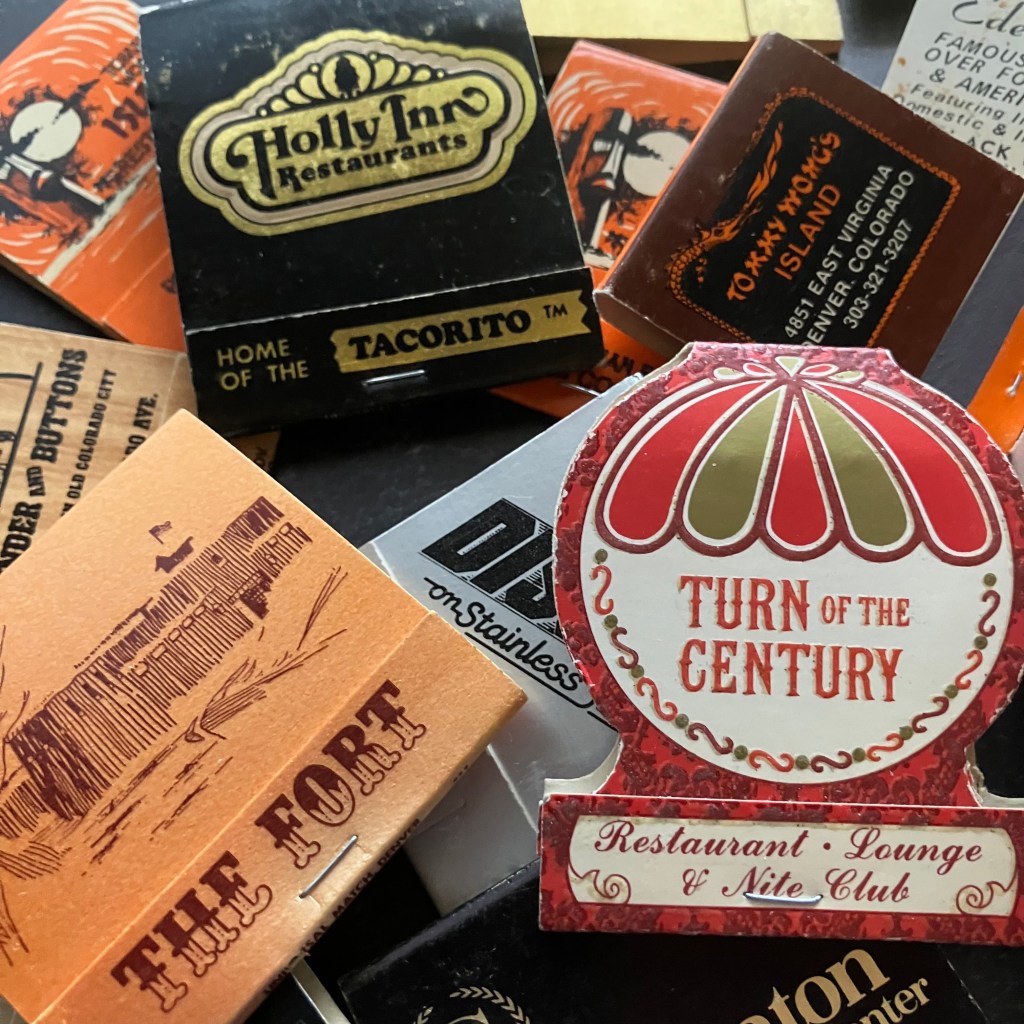 Holly Inn
Restaurants
HOME
OF THE
TACORITO ™
TOMMY WONG'S
ISLAND
4851 EAST VIRGINIA
DENVER, COLORADO
303-321-3207
FAMOUS
OVER
& AMERI
Featuring
Domestic &
AND BUTTONS
OLD COLORADO CITY
AVE.
on Stainless
TURN OF THE
CENTURY
Restaurant · Lounge
& Nite Club
THE FORT